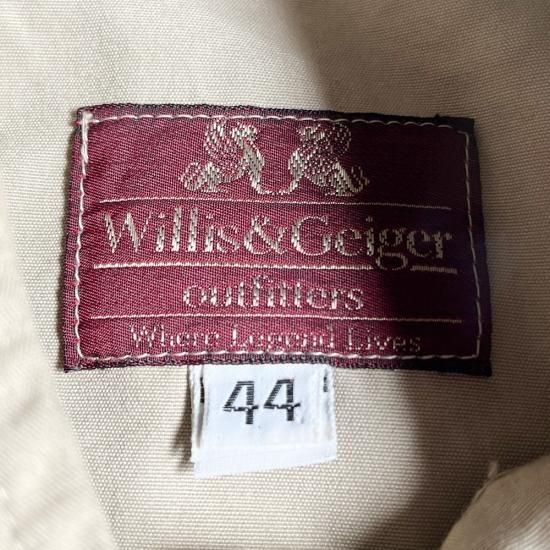 Willis&Geiger
outfitters
Where Legend Lives
44